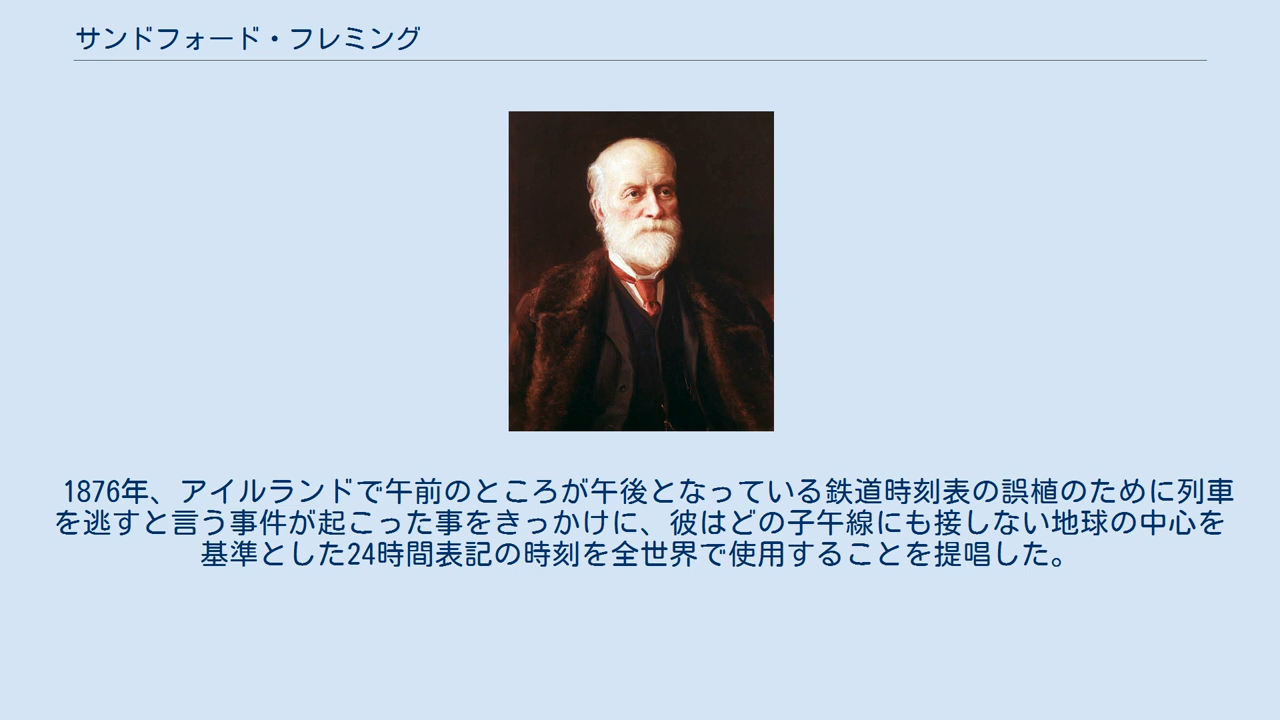 サンドフォード・フレミング
1876年、アイルランドで午前のところが午後となっている鉄道時刻表の誤植のために列車
を逃すと言う事件が起こった事をきっかけに、彼はどの子午線にも接しない地球の中心を
基準とした24時間表記の時刻を全世界で使用することを提唱した。